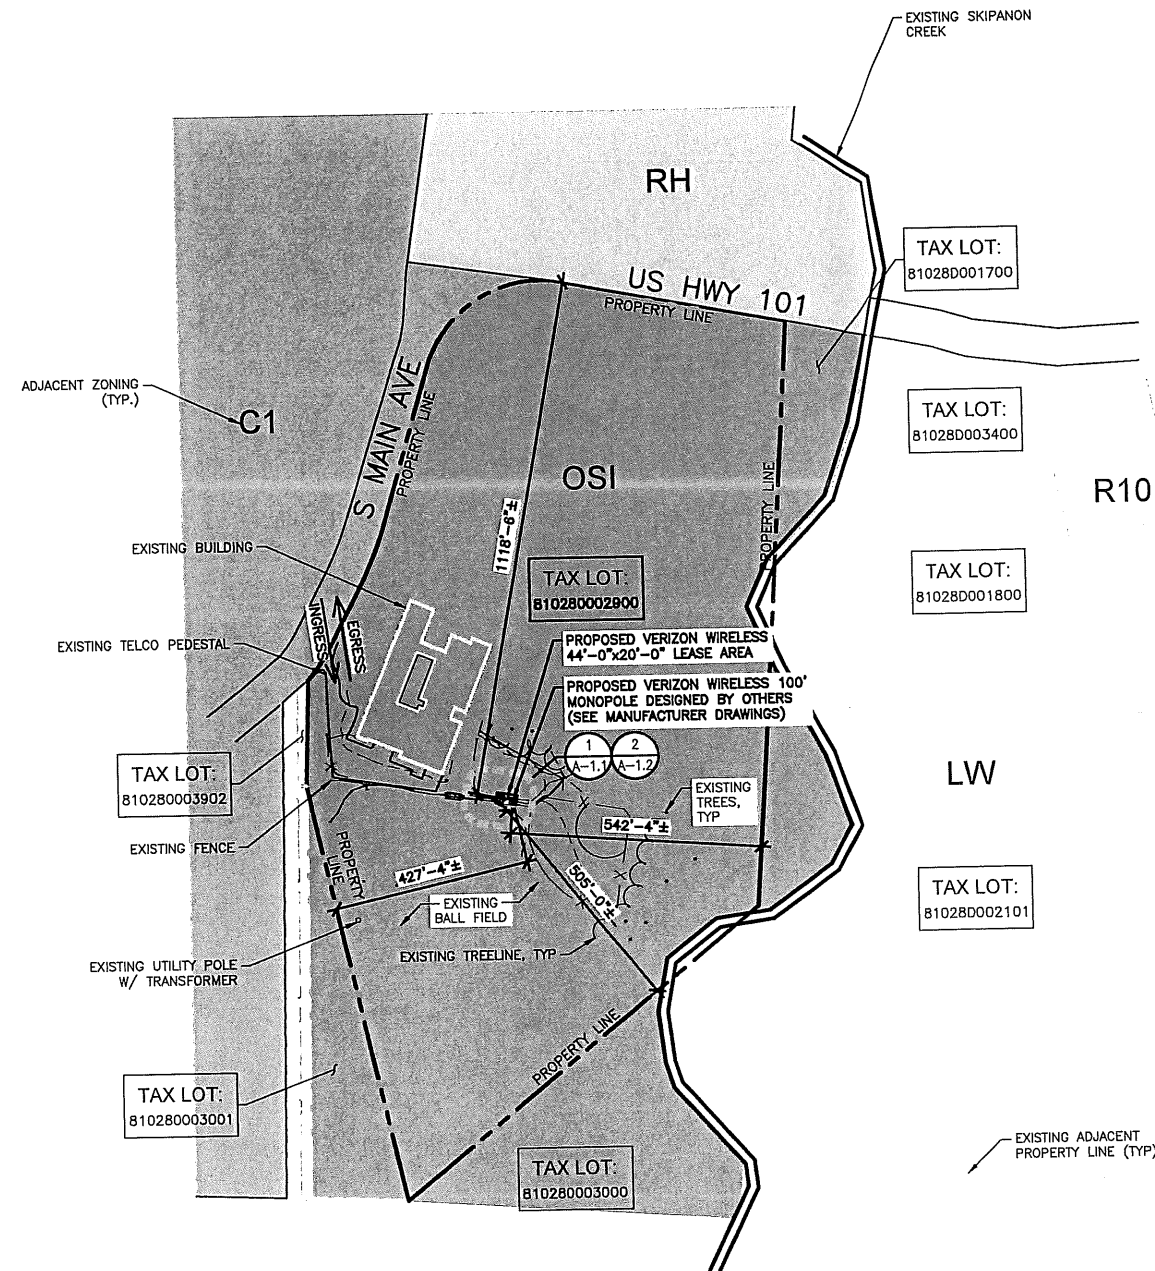 EXISTING SKIPANON
CREEK
RH
TAX LOT:
81028D001700
US HWY 101
PROPERTY LINE
ADJACENT ZONING
(TYP.)
C1
S MAIN AVE
PROPERTY LINE
TAX LOT:
81028D003400
OSI
PROPERTY LINE
R10
1118'-6"±
EXISTING BUILDING
TAX LOT:
810280002900
TAX LOT:
81028D001800
INGRESS
EGRESS
EXISTING TELCO PEDESTAL
PROPOSED VERIZON WIRELESS
44'-0"x20'-0" LEASE AREA
PROPOSED VERIZON WIRELESS 100'
MONOPOLE DESIGNED BY OTHERS
(SEE MANUFACTURER DRAWINGS)
1
A-1.1
2
A-1.2
TAX LOT:
810280003902
LW
EXISTING
TREES,
TYP
542'-4"±
EXISTING FENCE
PROPERTY
LINE
427'-4"±
505'-0"±
EXISTING
BALL FIELD
TAX LOT:
81028D002101
EXISTING UTILITY POLE
W/ TRANSFORMER
EXISTING TREELINE, TYP
PROPERTY LINE
TAX LOT:
810280003001
EXISTING ADJACENT
PROPERTY LINE (TYP)
TAX LOT:
810280003000